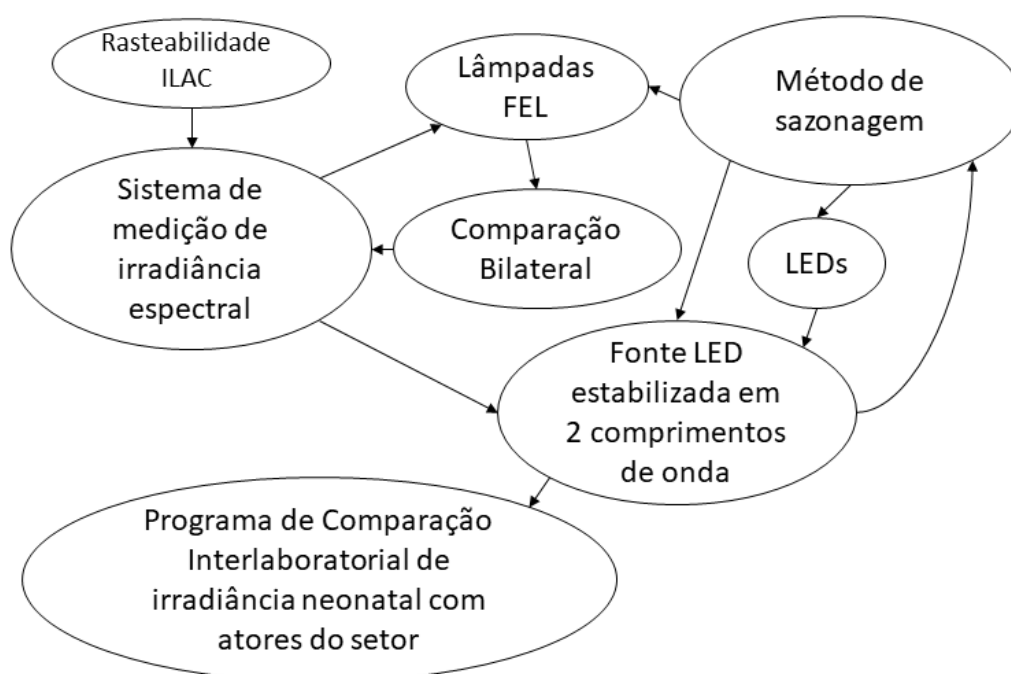 Rasteabilidade
ILAC
Lâmpadas
FEL
Método de
sazonagem
Sistema de
medição de
irradiância
espectral
Comparação
Bilateral
LEDs
Fonte LED
estabilizada em
2 comprimentos
de onda
Programa de Comparação
Interlaboratorial de
irradiância neonatal com
atores do setor